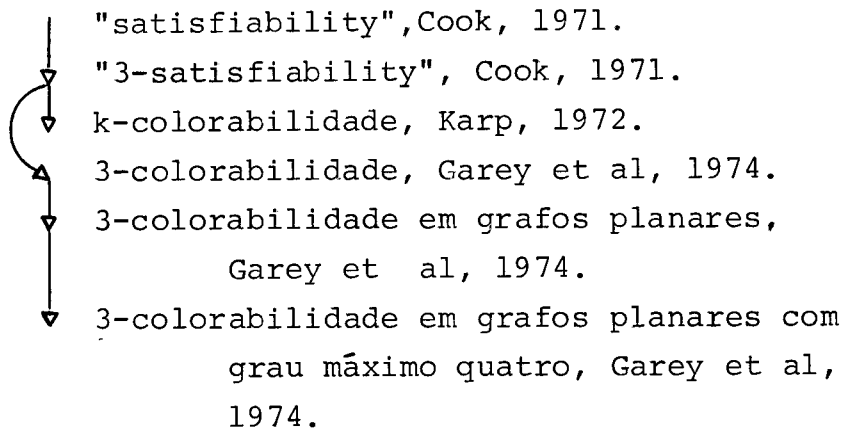 "satisfiability",Cook, 1971.
"3-satisfiability", Cook, 1971.
k-colorabilidade, Karp, 1972.
3-colorabilidade, Garey et al, 1974.
3-colorabilidade em grafos planares,
Garey et al, 1974.
3-colorabilidade em grafos planares com
grau máximo quatro, Garey et al,
1974.